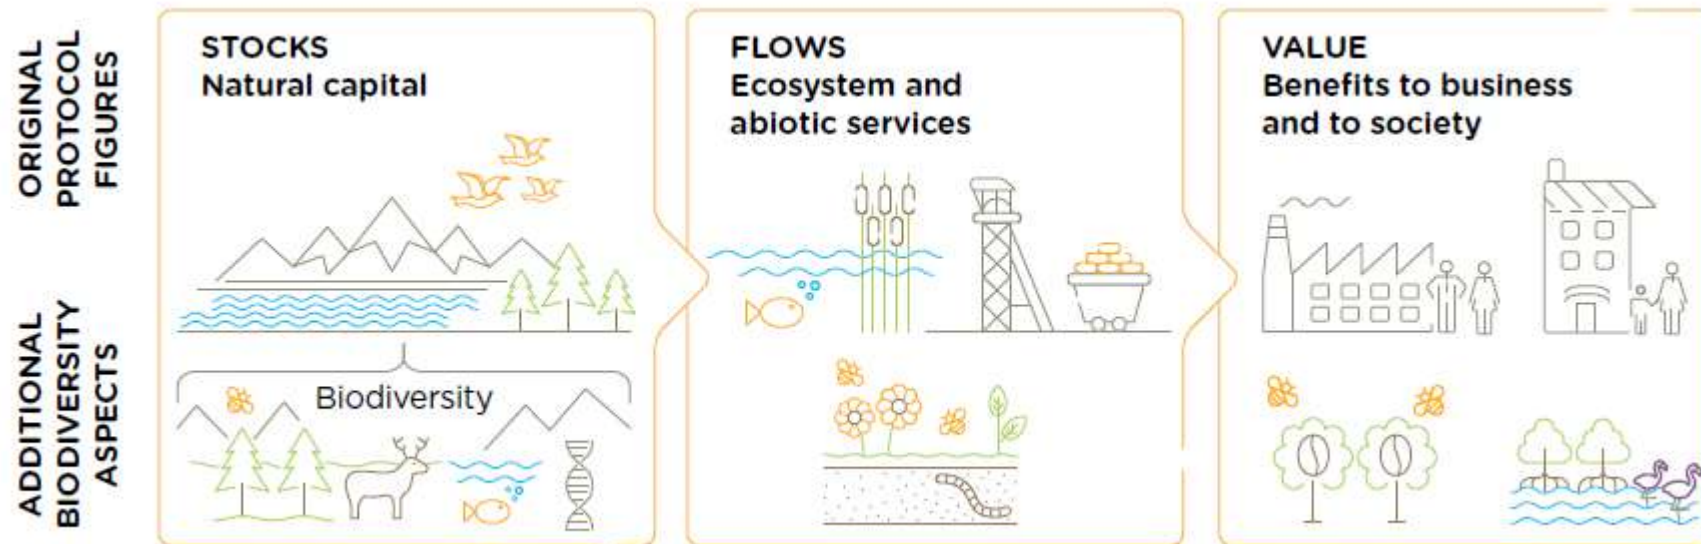 ORIGINAL
PROTOCOL
FIGURES
STOCKS
Natural capital
FLOWS
Ecosystem and
abiotic services
VALUE
Benefits to business
and to society
ADDITIONAL
BIODIVERSITY
ASPECTS
Biodiversity